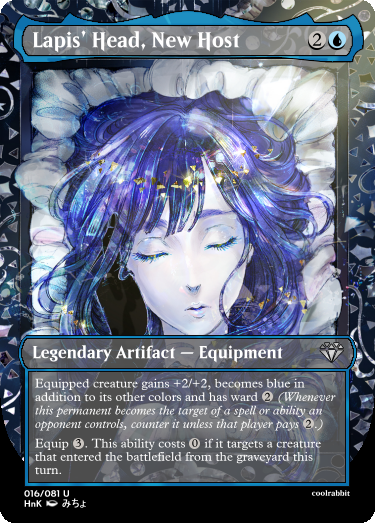 Lapis' Head, New Host 2
Legendary Artifact — Equipment
Equipped creature gains +2/+2, becomes blue in
addition to its other colors and has ward 2 (Whenever
this permanent becomes the target of a spell or ability an
opponent controls, counter it unless that player pays 2.)
Equip 3. This ability costs 0 if it targets a creature
that entered the battlefield from the graveyard this
turn.
016/081 U
HnK みちょ
coolrabbit